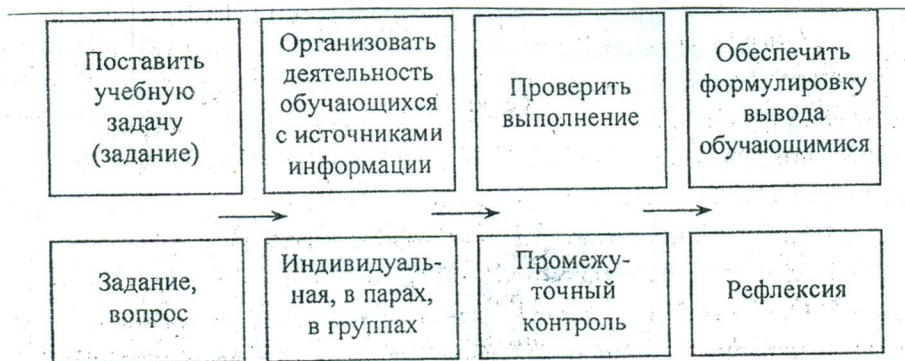 Поставить
учебную
задачу
(задание)
Организовать
деятельность
обучающихся
с источниками
информации
Проверить
выполнение
Обеспечить
формулировку
вывода
обучающимися
Задание,
вопрос
Индивидуаль-
ная, в парах,
в группах
Промежу-
точный
контроль
Рефлексия